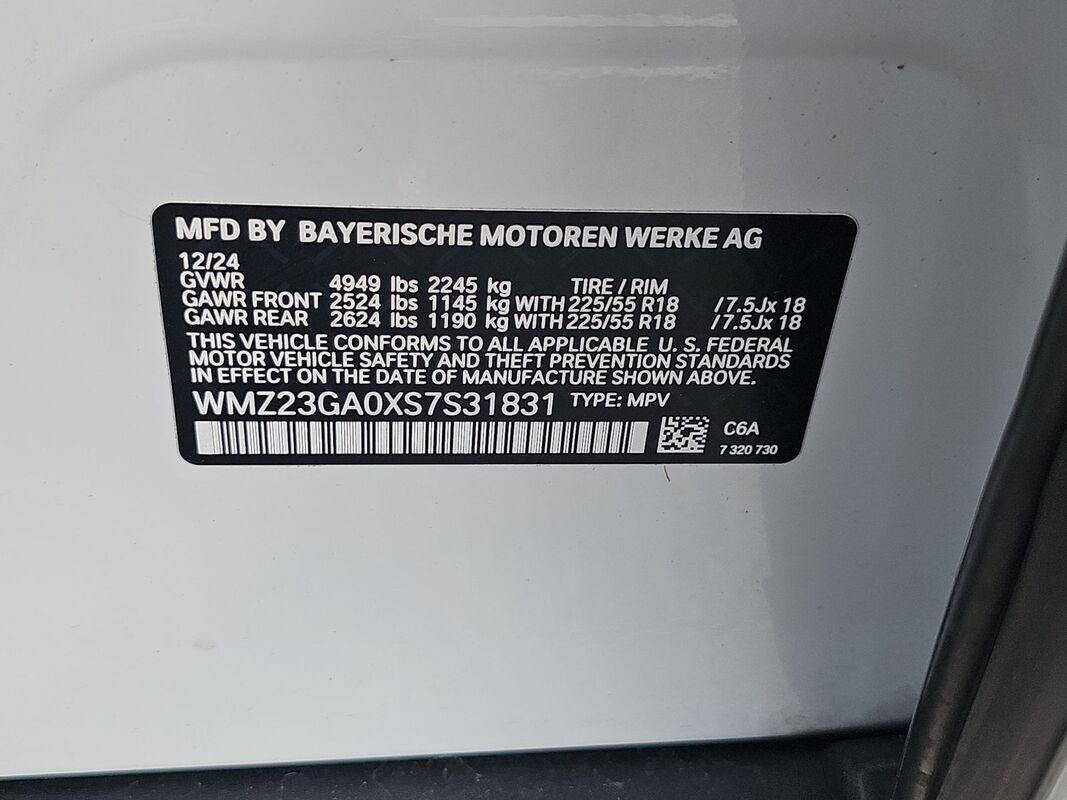 MFD BY BAYERISCHE MOTOREN WERKE AG
12/24
GVWR 4949 lbs 2245 kg TIRE / RIM
GAWR FRONT 2524 lbs 1145 kg WITH 225/55 R18 /7.5Jx 18
GAWR REAR 2624 lbs 1190 kg WITH 225/55 R18 /7.5Jx 18
THIS VEHICLE CONFORMS TO ALL APPLICABLE U. S. FEDERAL
MOTOR VEHICLE SAFETY AND THEFT PREVENTION STANDARDS
IN EFFECT ON THE DATE OF MANUFACTURE SHOWN ABOVE.
WMZ23GA0XS7S31831 TYPE: MPV
C6A
7 320 730